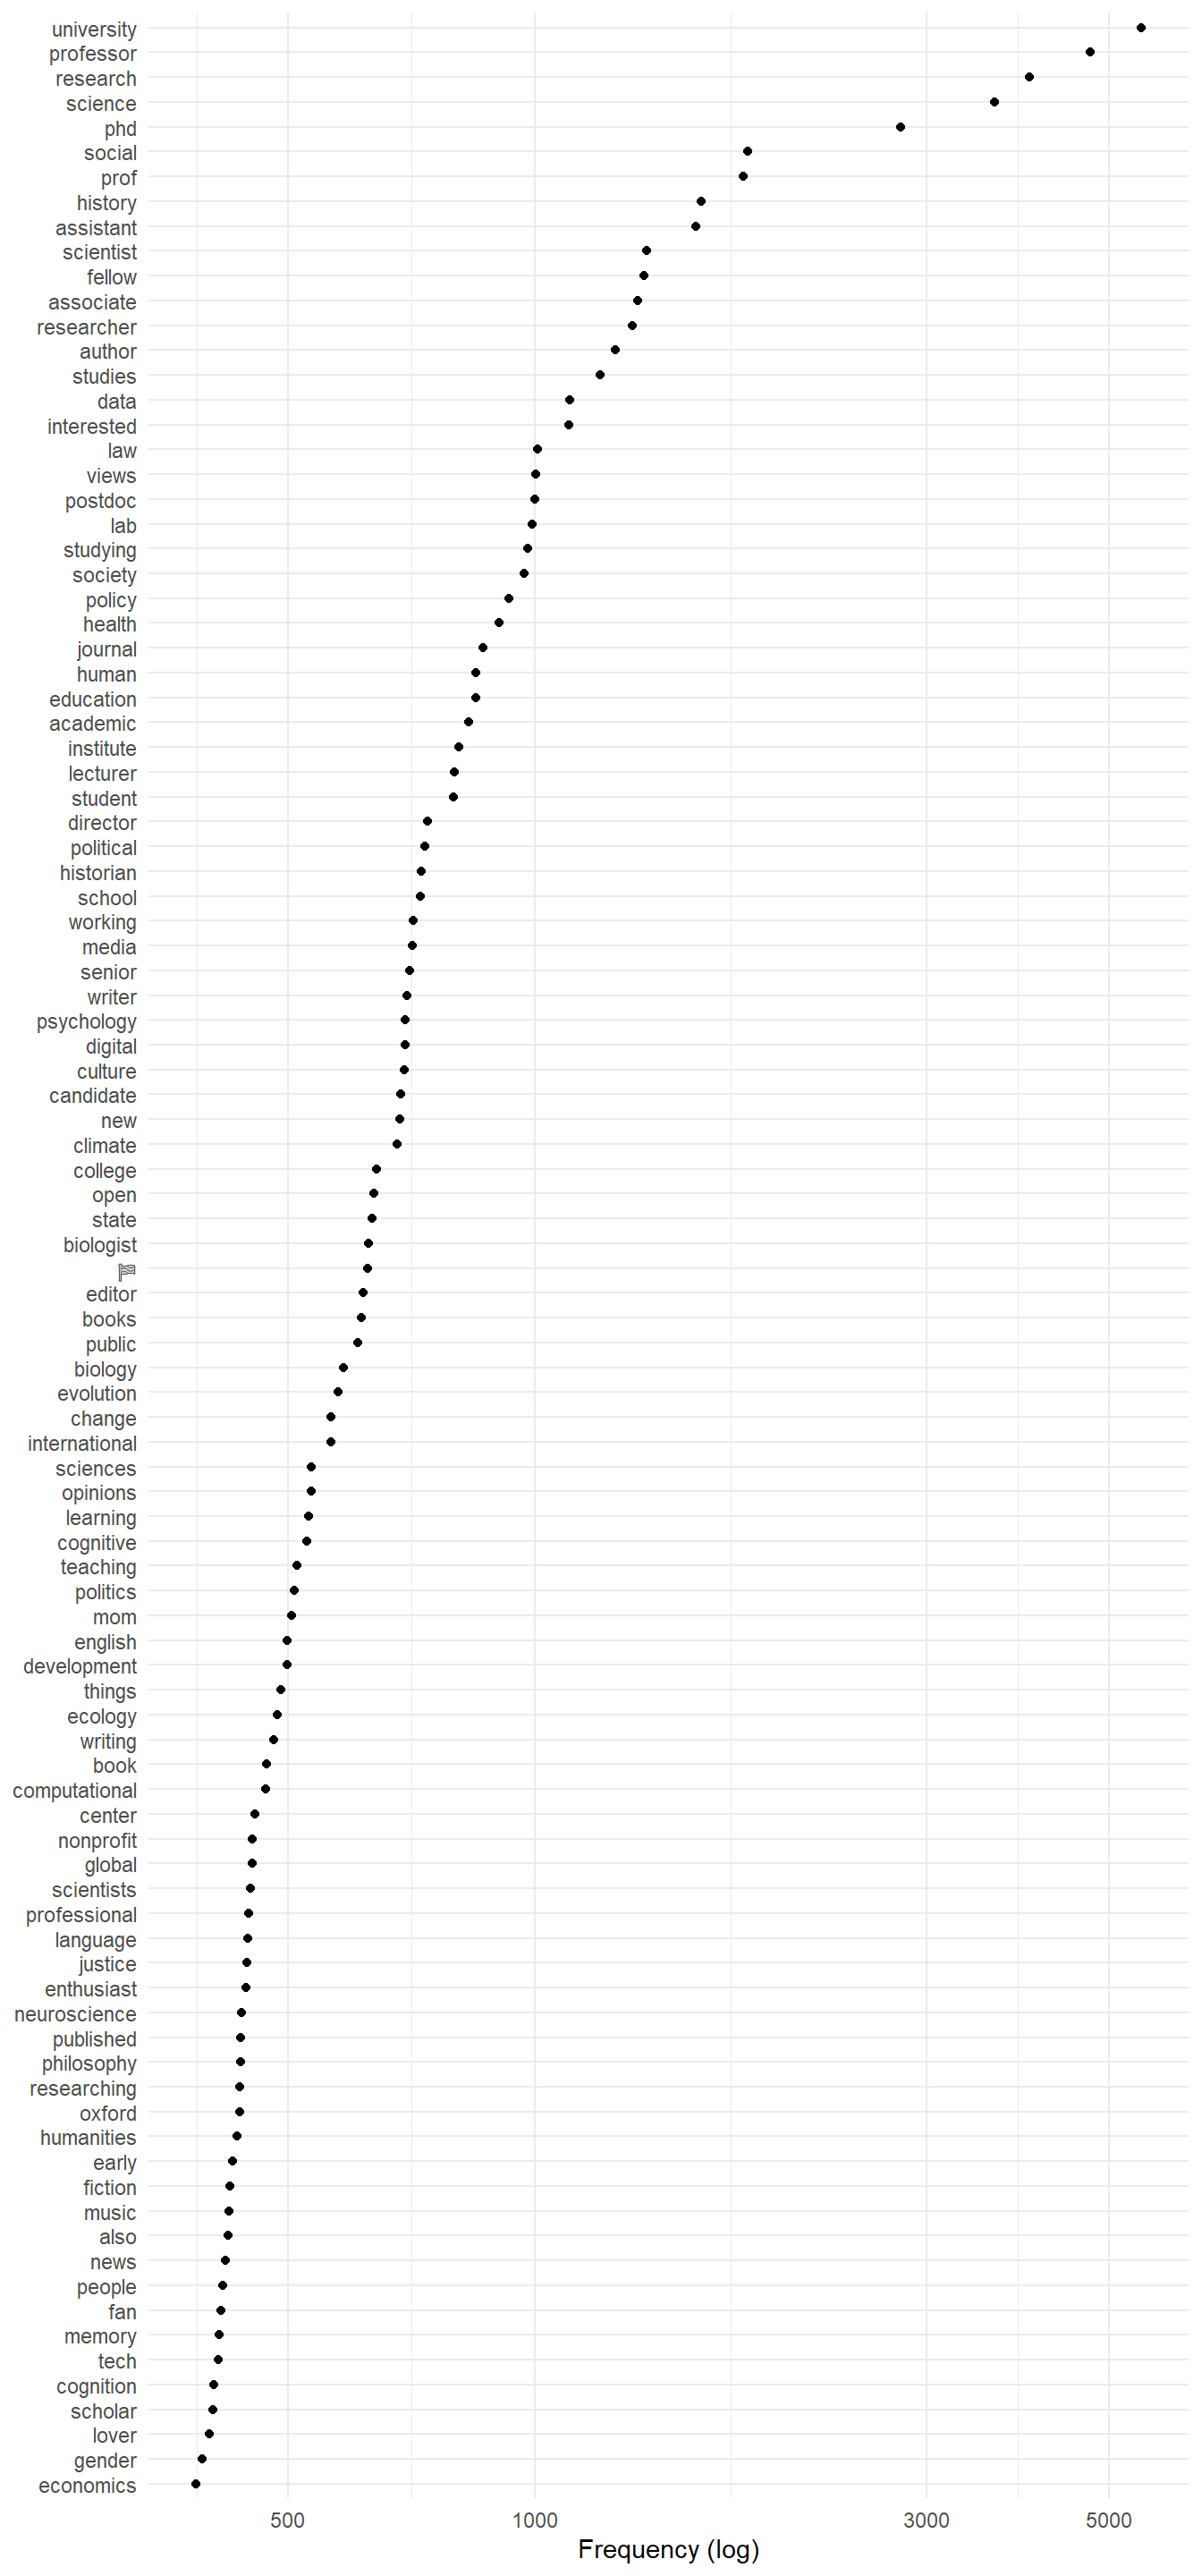 university
professor
research
science
phd
social
prof
history
assistant
scientist
fellow
associate
researcher
author
studies
data
interested
law
views
postdoc
lab
studying
society
policy
health
journal
human
education
academic
institute
lecturer
student
director
political
historian
school
working
media
senior
writer
psychology
digital
culture
candidate
new
climate
college
open
state
biologist
editor
books
public
biology
evolution
change
international
sciences
opinions
learning
cognitive
teaching
politics
mom
english
development
things
ecology
writing
book
computational
center
nonprofit
global
scientists
professional
language
justice
enthusiast
neuroscience
published
philosophy
researching
oxford
humanities
early
fiction
music
also
news
people
fan
memory
tech
cognition
scholar
lover
gender
economics
500 1000 3000 5000
Frequency (log)